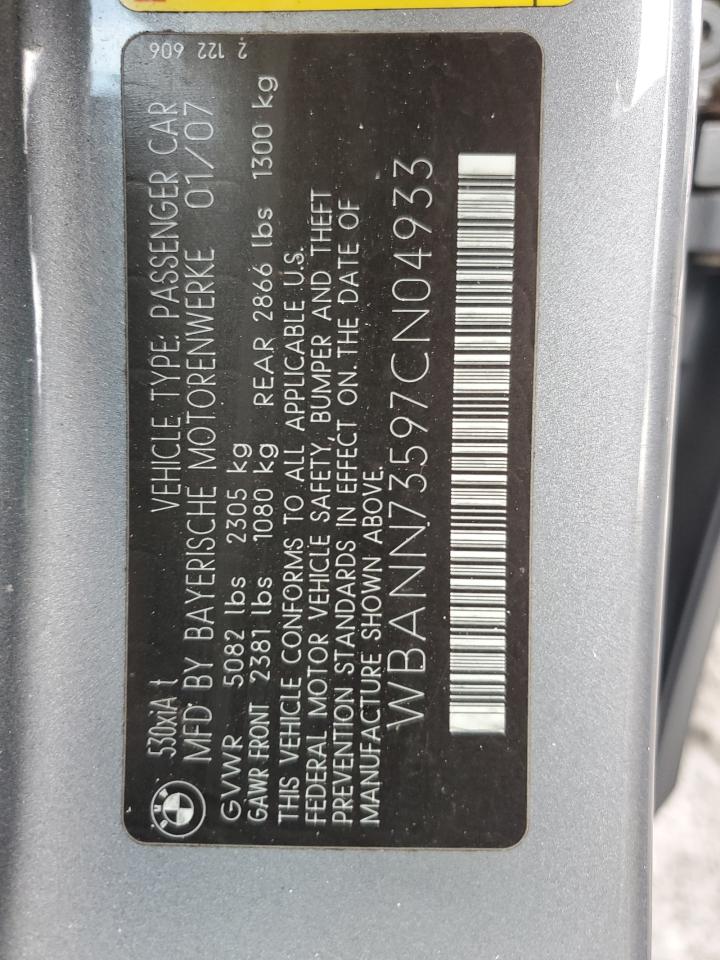 530xiA t
VEHICLE TYPE: PASSENGER CAR
2 122 606
MFD BY BAYERISCHE MOTORENWERKE 01/07
GVWR 5082 lbs 2305 kg
GAWR FRONT 2381 lbs 1080 kg REAR 2866 lbs 1300 kg
THIS VEHICLE CONFORMS TO ALL APPLICABLE U.S.
FEDERAL MOTOR VEHICLE SAFETY, BUMPER AND THEFT
PREVENTION STANDARDS IN EFFECT ON THE DATE OF
MANUFACTURE SHOWN ABOVE.
WBANN73597CN04933